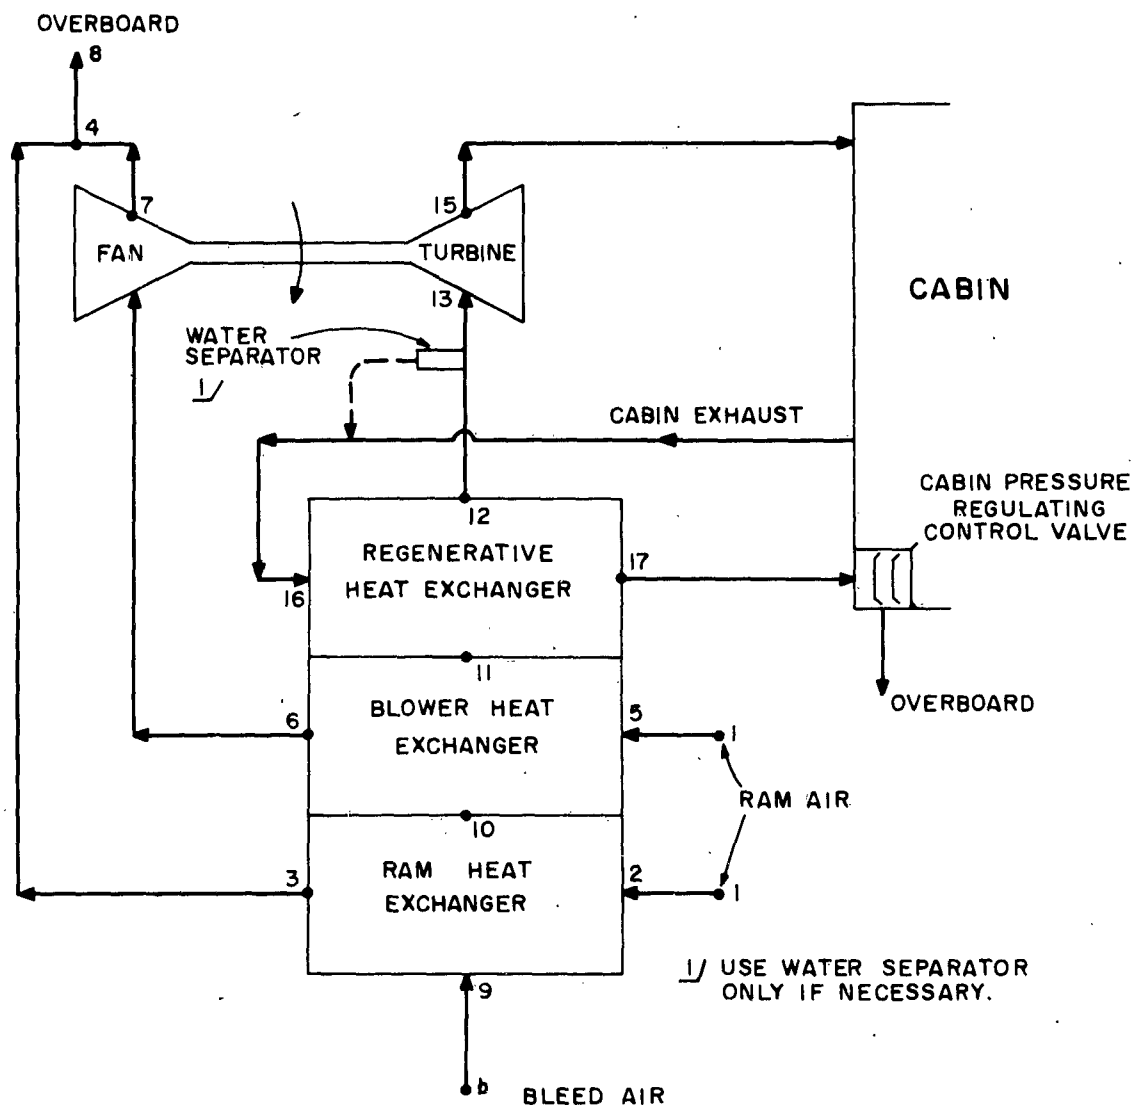 OVERBOARD
8
4
7
15
FAN
TURBINE
13
CABIN
WATER
SEPARATOR
1/
CABIN EXHAUST
CABIN PRESSURE
REGULATING
CONTROL VALVE
12
REGENERATIVE
HEAT EXCHANGER
17
16
11
OVERBOARD
BLOWER HEAT
EXCHANGER
6
5
1
RAM AIR
10
RAM HEAT
EXCHANGER
3
2
1
1/ USE WATER SEPARATOR
ONLY IF NECESSARY.
9
b
BLEED AIR